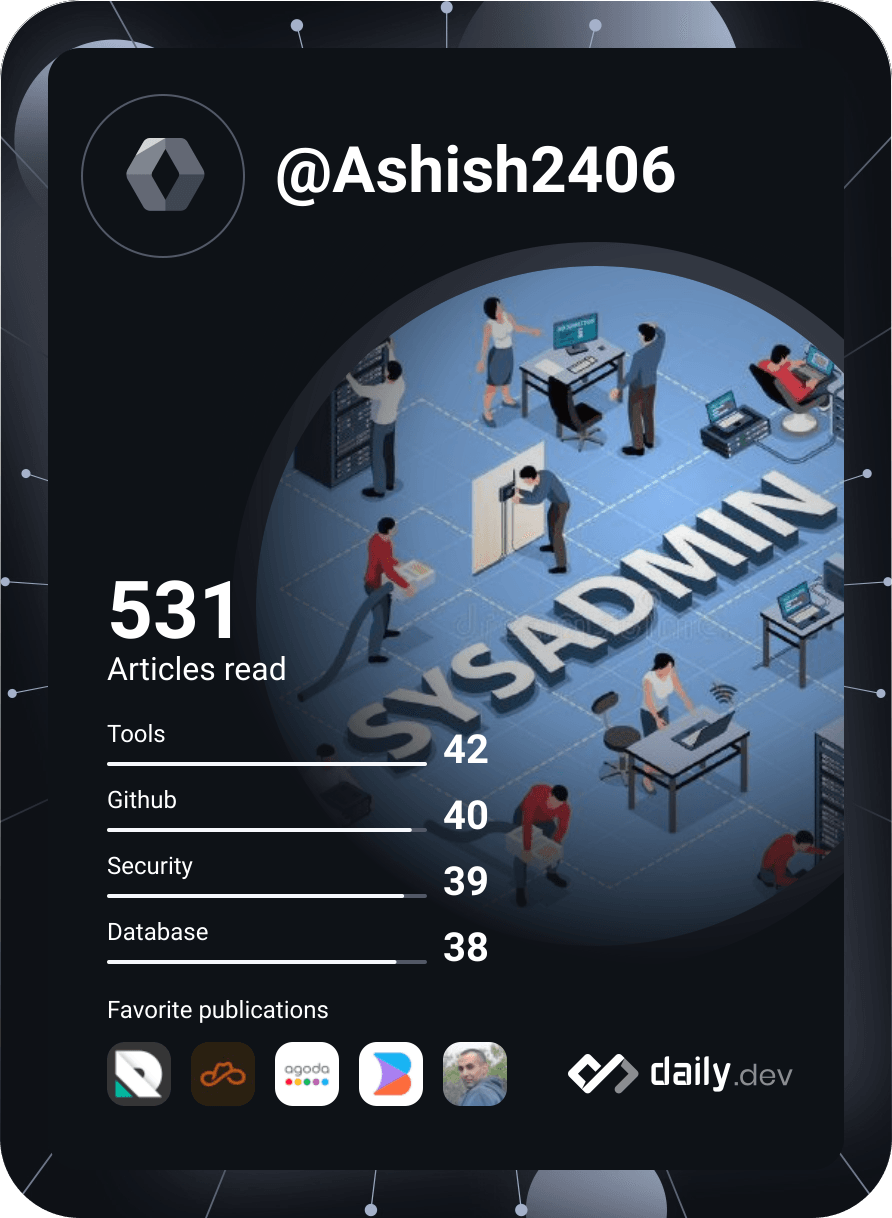 @Ashish2406
SYSADMIN
531
Articles read
Tools
42
Github
40
Security
39
Database
38
Favorite publications
agoda
daily.dev